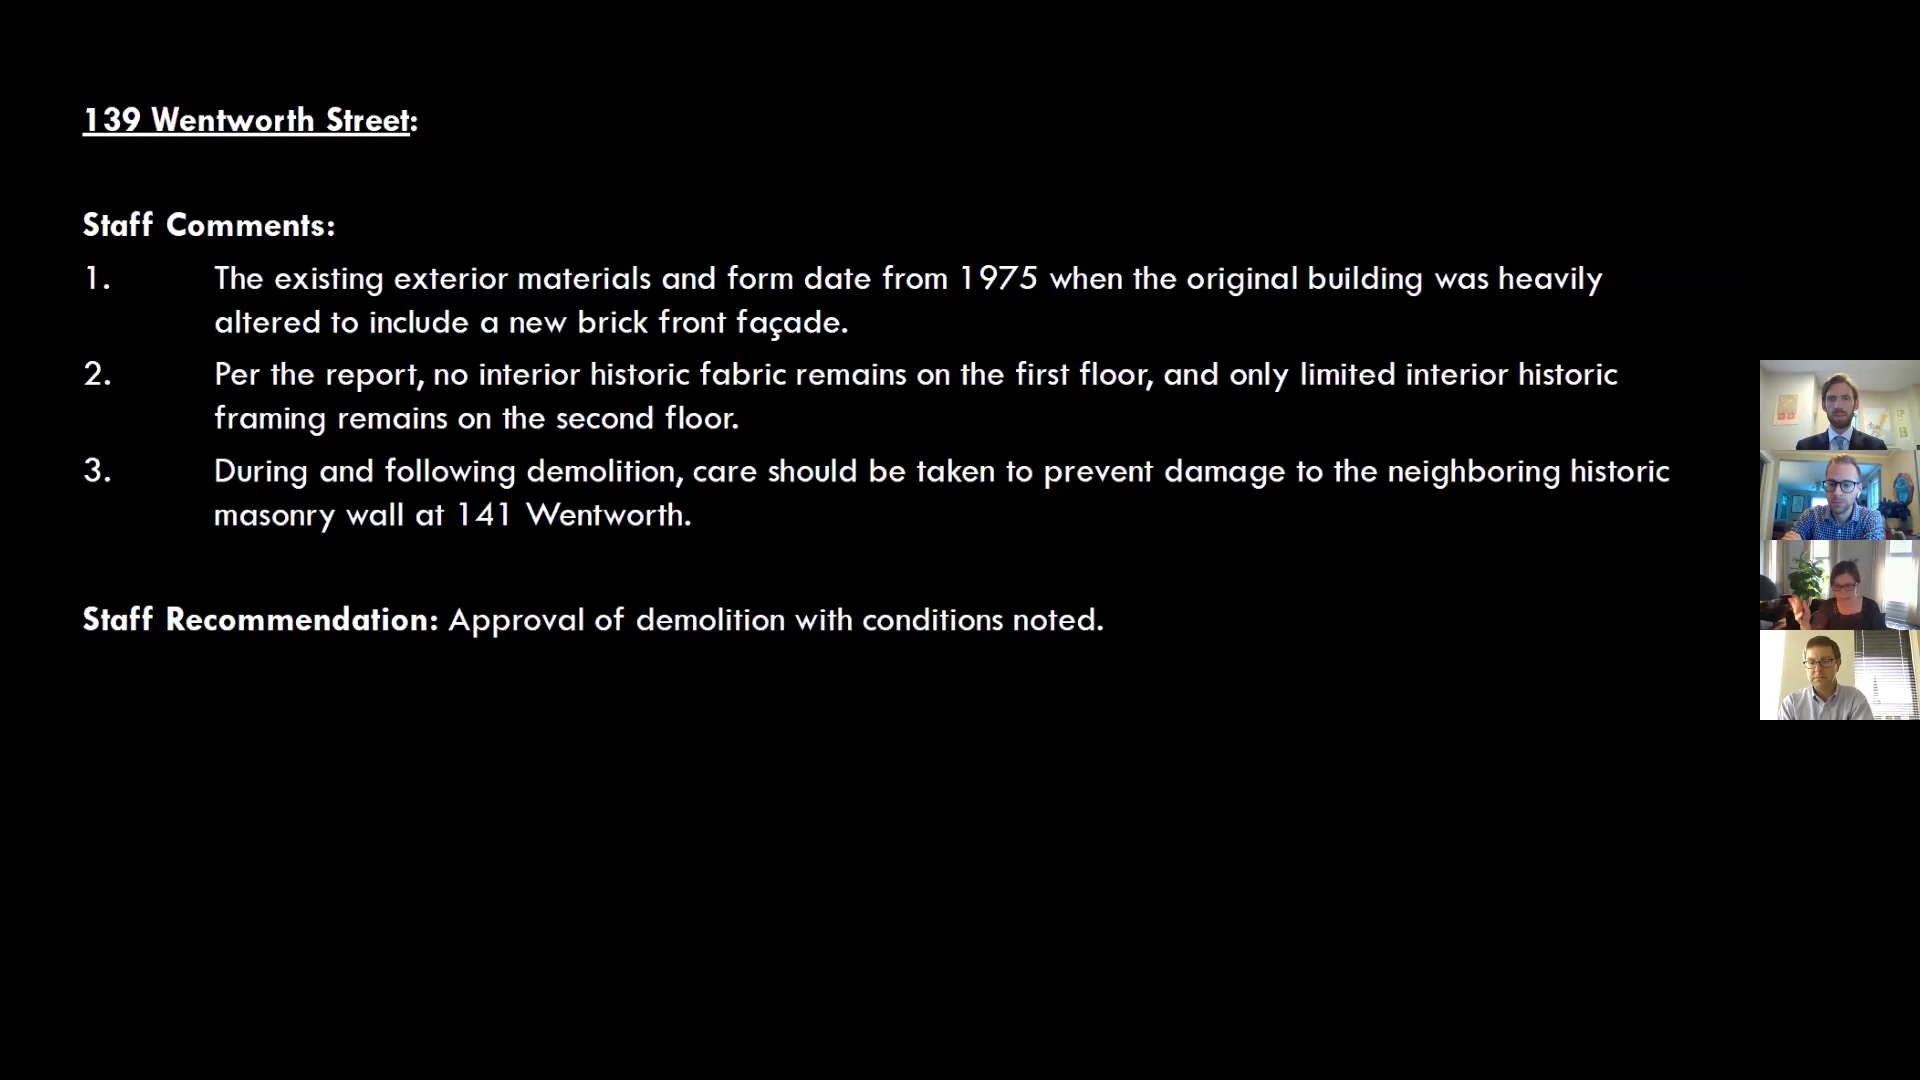 139 Wentworth Street:
Staff Comments:
1. The existing exterior materials and form date from 1975 when the original building was heavily
altered to include a new brick front façade.
2. Per the report, no interior historic fabric remains on the first floor, and only limited interior historic
framing remains on the second floor.
3. During and following demolition, care should be taken to prevent damage to the neighboring historic
masonry wall at 141 Wentworth.
Staff Recommendation: Approval of demolition with conditions noted.